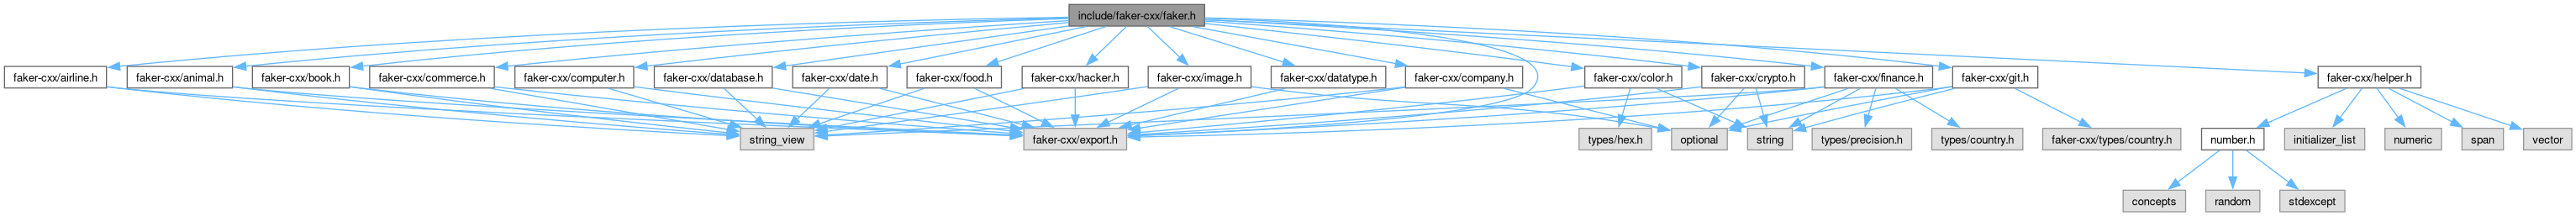 include/faker-cxx/faker.h
faker-cxx/airline.h
faker-cxx/animal.h
faker-cxx/book.h
faker-cxx/commerce.h
faker-cxx/computer.h
faker-cxx/database.h
faker-cxx/date.h
faker-cxx/food.h
faker-cxx/hacker.h
faker-cxx/image.h
faker-cxx/datatype.h
faker-cxx/company.h
faker-cxx/color.h
faker-cxx/crypto.h
faker-cxx/finance.h
faker-cxx/git.h
faker-cxx/helper.h
string_view
faker-cxx/export.h
types/hex.h
optional
string
types/precision.h
types/country.h
faker-cxx/types/country.h
number.h
initializer_list
numeric
span
vector
concepts
random
stdexcept